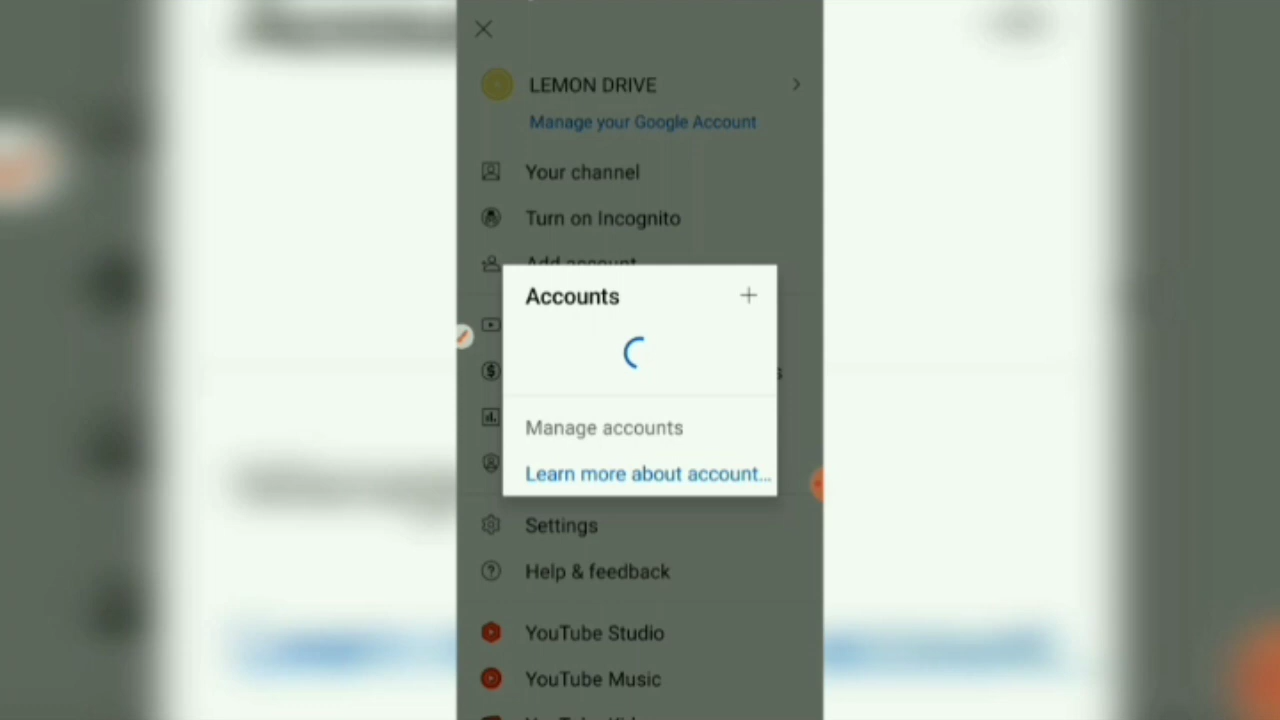 LEMON DRIVE
Manage your Google Account
Your channel
Turn on Incognito
Add account
Accounts
Manage accounts
Learn more about account...
Settings
Help & feedback
YouTube Studio
YouTube Music